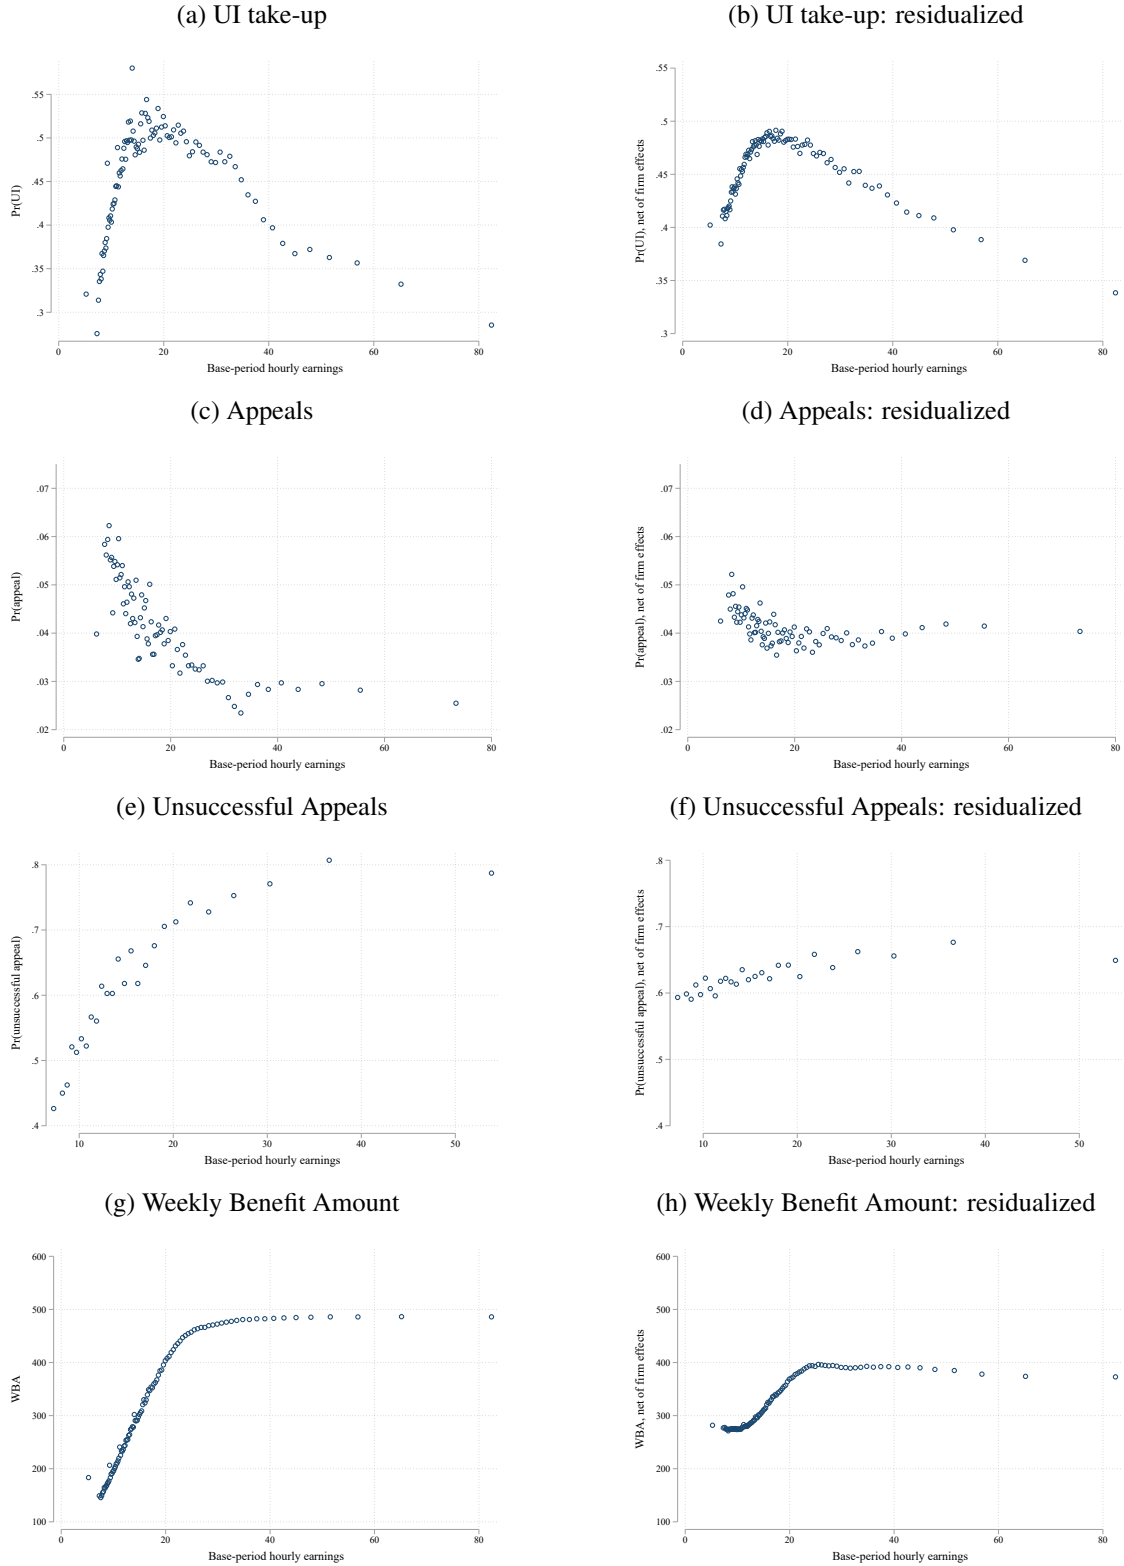 (a) UI take-up
(b) UI take-up: residualized
.55
.5
.45
.4
.35
.3
Pr(UI)
0 20 40 60 80
Base-period hourly earnings
.55
.5
.45
.4
.35
.3
Pr(UI), net of firm effects
0 20 40 60 80
Base-period hourly earnings
(c) Appeals
(d) Appeals: residualized
.07
.06
.05
.04
.03
.02
Pr(appeal)
0 20 40 60 80
Base-period hourly earnings
.07
.06
.05
.04
.03
.02
Pr(appeal), net of firm effects
0 20 40 60 80
Base-period hourly earnings
(e) Unsuccessful Appeals
(f) Unsuccessful Appeals: residualized
.8
.7
.6
.5
.4
Pr(unsuccessful appeal)
10 20 30 40 50
Base-period hourly earnings
.8
.7
.6
.5
.4
Pr(unsuccessful appeal), net of firm effects
10 20 30 40 50
Base-period hourly earnings
(g) Weekly Benefit Amount
(h) Weekly Benefit Amount: residualized
600
500
400
300
200
100
WBA
0 20 40 60 80
Base-period hourly earnings
600
500
400
300
200
100
WBA, net of firm effects
0 20 40 60 80
Base-period hourly earnings